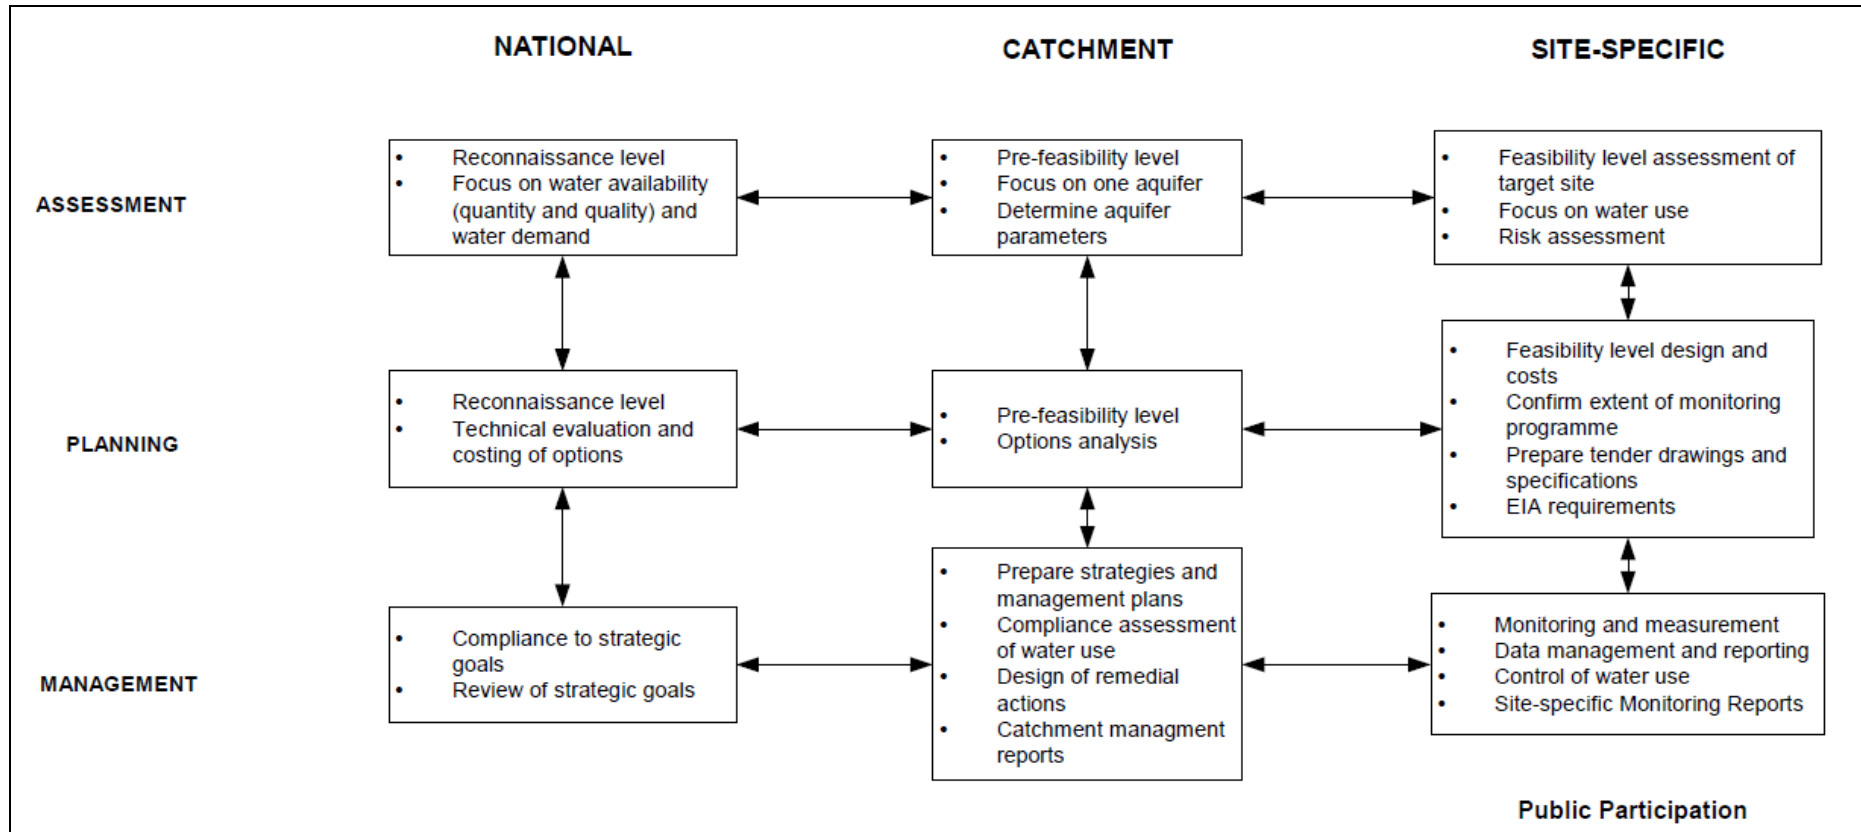 NATIONAL
CATCHMENT
SITE-SPECIFIC
ASSESSMENT
• Reconnaissance level
• Focus on water availability
(quantity and quality) and
water demand
• Pre-feasibility level
• Focus on one aquifer
• Determine aquifer
parameters
• Feasibility level assessment of
target site
• Focus on water use
• Risk assessment
PLANNING
• Reconnaissance level
• Technical evaluation and
costing of options
• Pre-feasibility level
• Options analysis
• Feasibility level design and
costs
• Confirm extent of monitoring
programme
• Prepare tender drawings and
specifications
• EIA requirements
MANAGEMENT
• Compliance to strategic
goals
• Review of strategic goals
• Prepare strategies and
management plans
• Compliance assessment
of water use
• Design of remedial
actions
• Catchment managment
reports
• Monitoring and measurement
• Data management and reporting
• Control of water use
• Site-specific Monitoring Reports
Public Participation